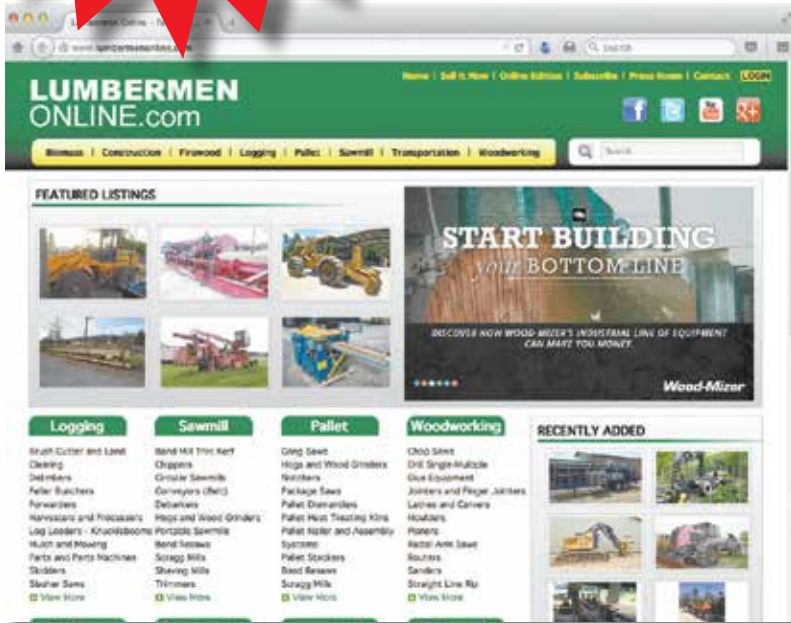 Lumbermen Online
www.lumbermenonline.com
Search
Home | Sell It Now | Online Edition | Subscribe | Press Room | Contact LOGIN
LUMBERMEN
ONLINE.com
Biomass | Construction | Firewood | Logging | Pallet | Sawmill | Transportation | Woodworking
Search
FEATURED LISTINGS
START BUILDING
your BOTTOM LINE
DISCOVER HOW WOOD-MIZER'S INDUSTRIAL LINE OF EQUIPMENT
CAN MAKE YOU MONEY.
Wood-Mizer
Logging
Brush Cutter and Land
Clearing
Delimbers
Feller Bunchers
Forwarders
Harvesters and Processors
Log Loaders - Knucklebooms
Mulch and Mowing
Parts and Parts Machines
Skidders
Slasher Saws
View More
Sawmill
Band Mill Thin Kerf
Chippers
Circular Sawmills
Conveyors (Belt)
Debarkers
Hogs and Wood Grinders
Portable Sawmills
Band Resaws
Scragg Mills
Shaving Mills
Trimmers
View More
Pallet
Gang Saws
Hogs and Wood Grinders
Notchers
Package Saws
Pallet Dismantlers
Pallet Heat Treating Kilns
Pallet Nailer and Assembly
Systems
Pallet Stackers
Band Resaws
Scragg Mills
View More
Woodworking
Chop Saws
Drill Single-Multiple
Glue Equipment
Jointers and Finger Jointers
Lathes and Carvers
Moulders
Planers
Radial Arm Saws
Routers
Sanders
Straight Line Rip
View More
RECENTLY ADDED